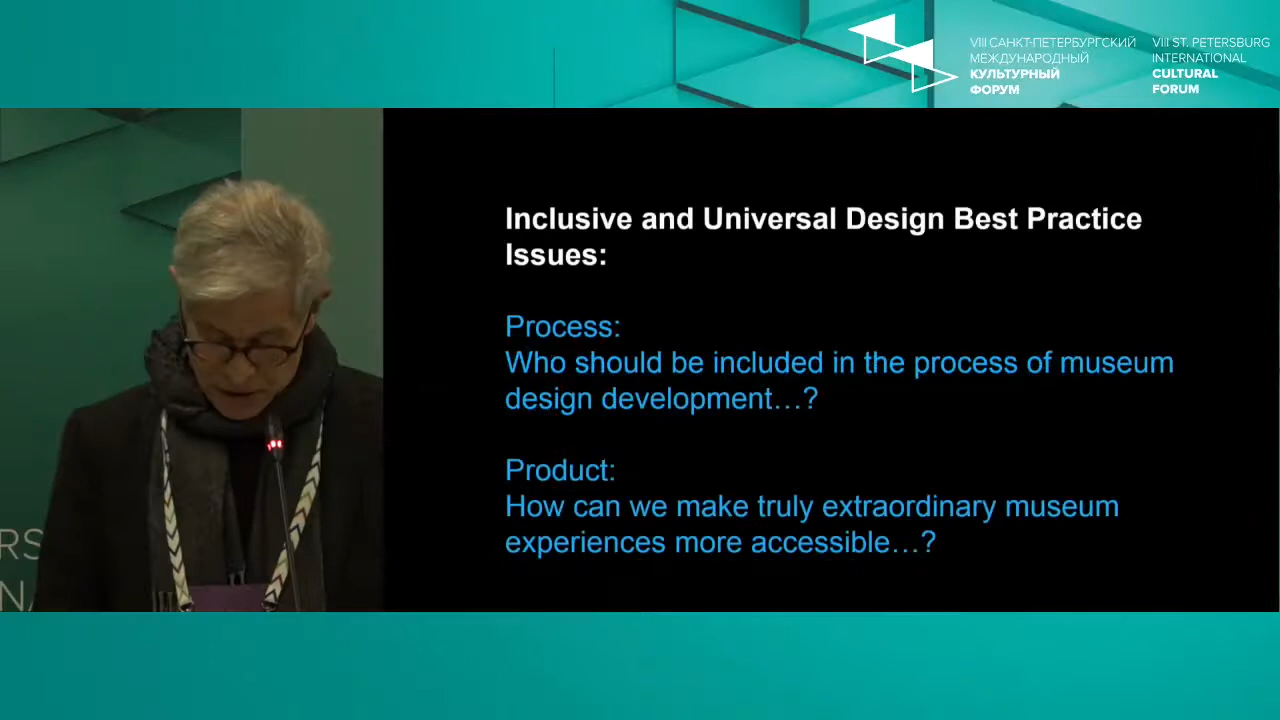 VIII САНКТ-ПЕТЕРБУРГСКИЙ
МЕЖДУНАРОДНЫЙ
КУЛЬТУРНЫЙ
ФОРУМ
VIII ST. PETERSBURG
INTERNATIONAL
CULTURAL
FORUM
Inclusive and Universal Design Best Practice
Issues:
Process:
Who should be included in the process of museum
design development…?
Product:
How can we make truly extraordinary museum
experiences more accessible…?